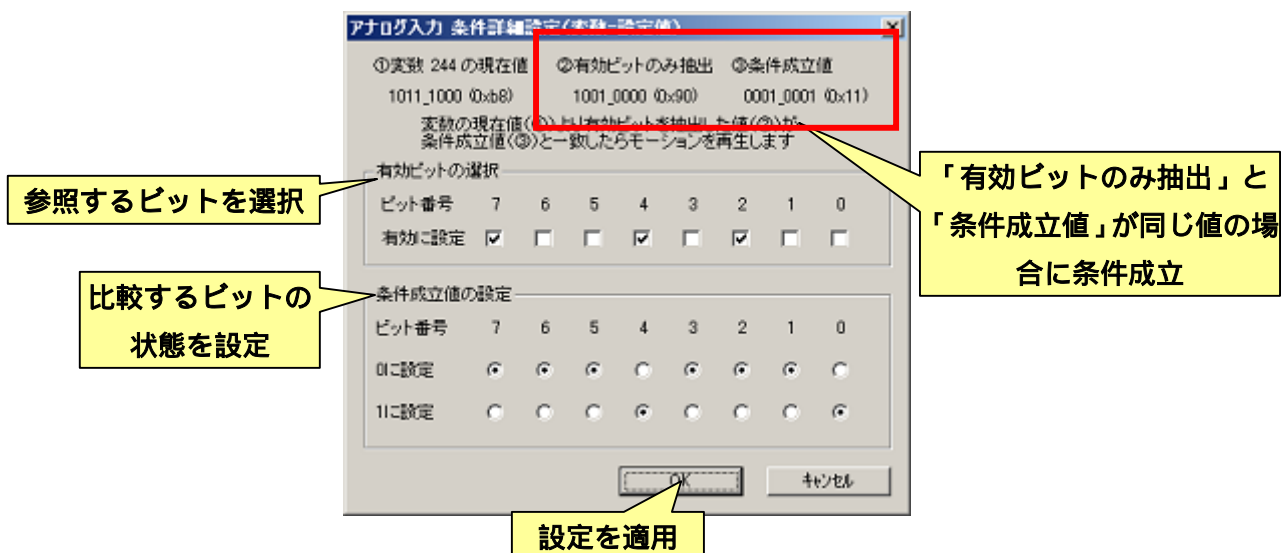 アナログ入力 条件詳細設定(変数=設定値)
①変数 244 の現在値 ②有効ビットのみ抽出 ③条件成立値
1011_1000 (0xb8) 1001_0000 (0x90) 0001_0001 (0x11)
変数の現在値(①)より有効ビットを抽出した値(②)が
条件成立値(③)と一致したらモーションを再生します
有効ビットの選択
ビット番号 7 6 5 4 3 2 1 0
有効に設定
条件成立値の設定
ビット番号 7 6 5 4 3 2 1 0
0に設定
1に設定
OK キャンセル
参照するビットを選択
比較するビットの
状態を設定
「有効ビットのみ抽出」と
「条件成立値」が同じ値の場
合に条件成立
設定を適用